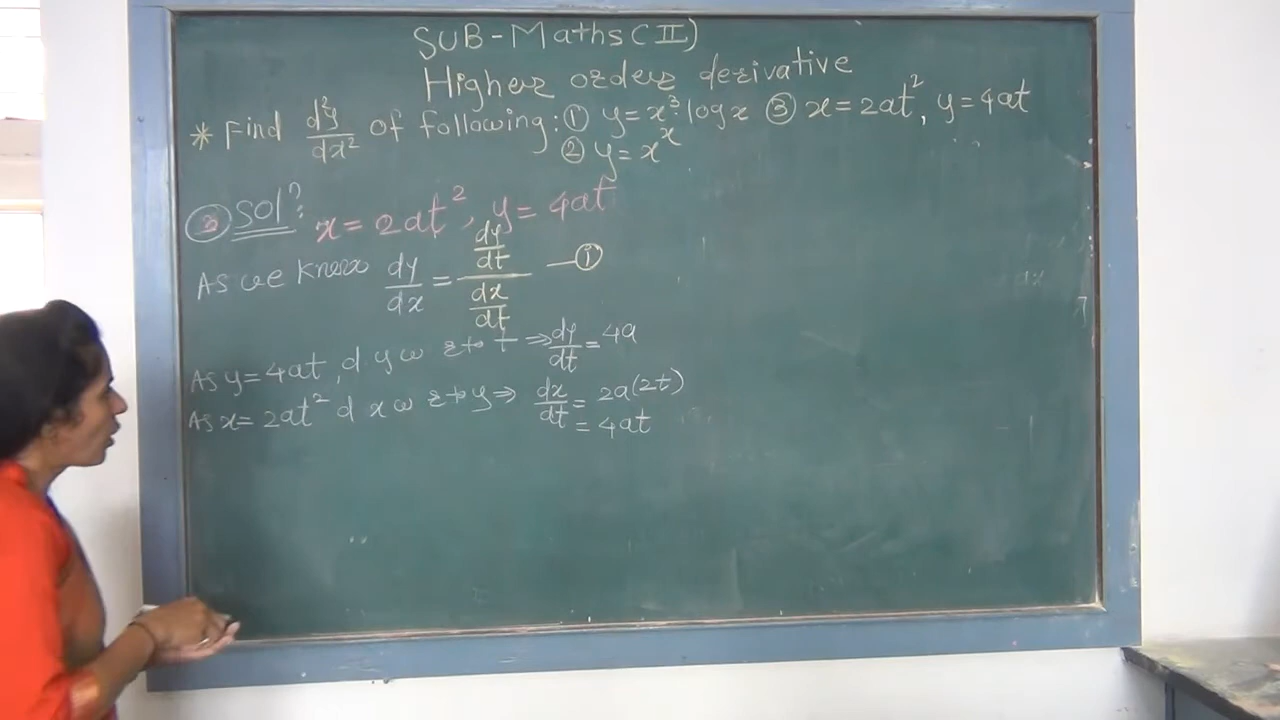 SUB - Maths (II)
Higher order derivative
* Find d²y/dx² of following: ① y = x³·log x ③ x = 2at², y = 4at
② y = x^x
③ Solⁿ: x = 2at², y = 4at
As we know dy/dx = (dy/dt)/(dx/dt) — ①
As y = 4at, d y w r to t ⇒ dy/dt = 4a
As x = 2at² d x w r to y ⇒ dx/dt = 2a(2t)
= 4at